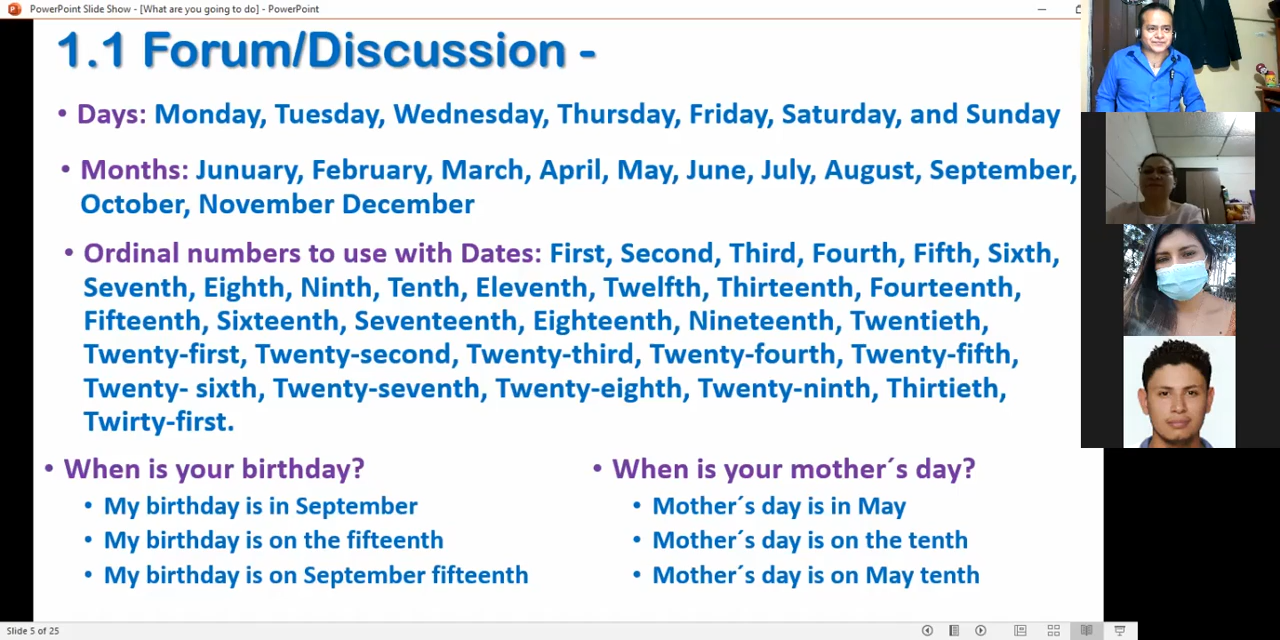 PowerPoint Slide Show - [What are you going to do] - PowerPoint
1.1 Forum/Discussion -
• Days: Monday, Tuesday, Wednesday, Thursday, Friday, Saturday, and Sunday
• Months: Junuary, February, March, April, May, June, July, August, September,
October, November December
• Ordinal numbers to use with Dates: First, Second, Third, Fourth, Fifth, Sixth,
Seventh, Eighth, Ninth, Tenth, Eleventh, Twelfth, Thirteenth, Fourteenth,
Fifteenth, Sixteenth, Seventeenth, Eighteenth, Nineteenth, Twentieth,
Twenty-first, Twenty-second, Twenty-third, Twenty-fourth, Twenty-fifth,
Twenty- sixth, Twenty-seventh, Twenty-eighth, Twenty-ninth, Thirtieth,
Twirty-first.
• When is your birthday?
• My birthday is in September
• My birthday is on the fifteenth
• My birthday is on September fifteenth
• When is your mother´s day?
• Mother´s day is in May
• Mother´s day is on the tenth
• Mother´s day is on May tenth
Slide 5 of 25